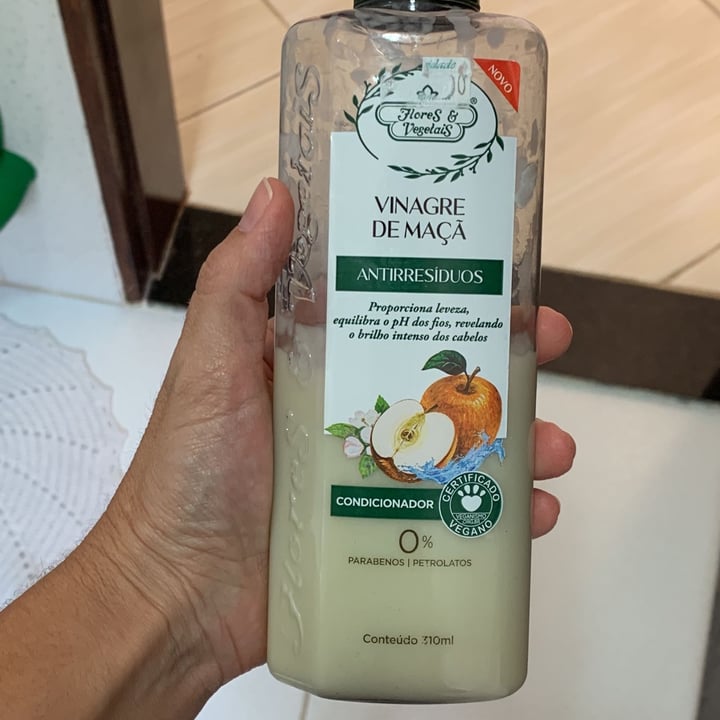 NOVO
Flores &
Vegetais
VINAGRE
DE MAÇÃ
ANTIRRESÍDUOS
Proporciona leveza,
equilibra o pH dos fios, revelando
o brilho intenso dos cabelos
CONDICIONADOR
CERTIFICADO
VEGANO
0%
PARABENOS | PETROLATOS
Conteúdo 310ml